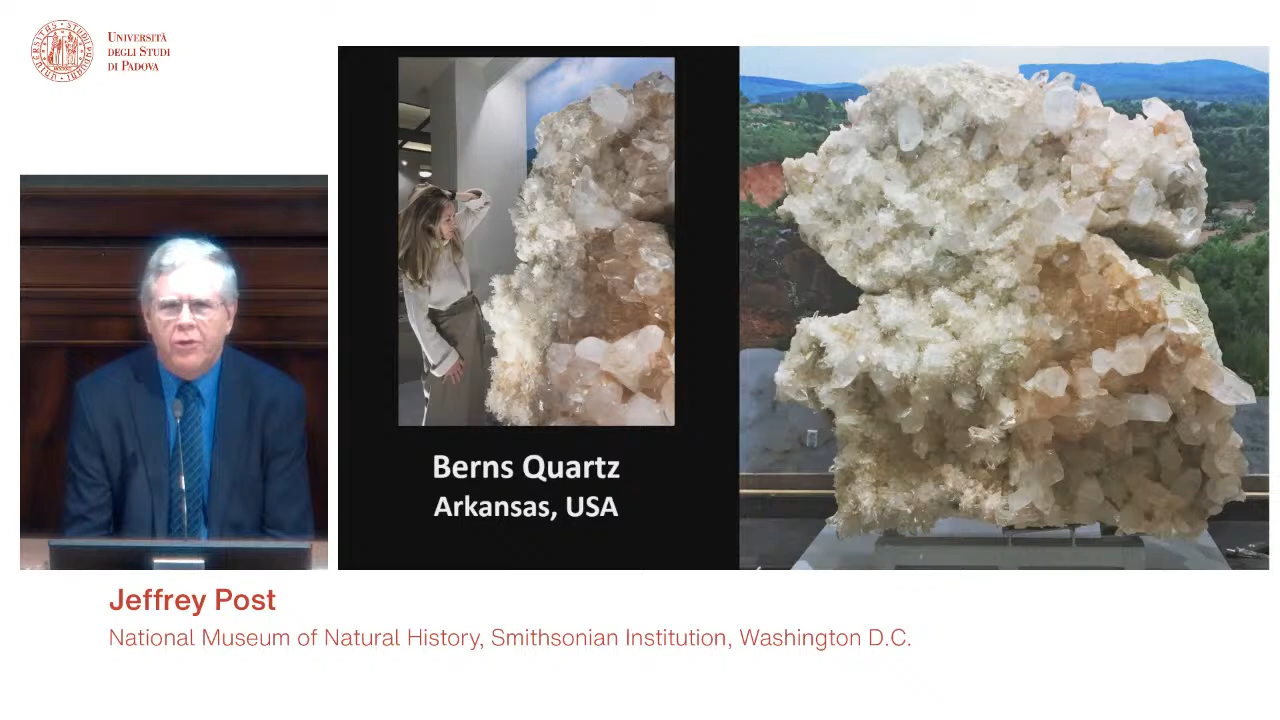 UNIVERSITÀ
DEGLI STUDI
DI PADOVA
Berns Quartz
Arkansas, USA
Jeffrey Post
National Museum of Natural History, Smithsonian Institution, Washington D.C.